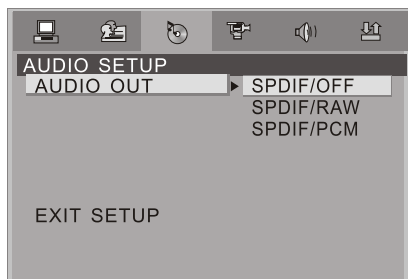 AUDIO SETUP
AUDIO OUT SPDIF/OFF
SPDIF/RAW
SPDIF/PCM
EXIT SETUP